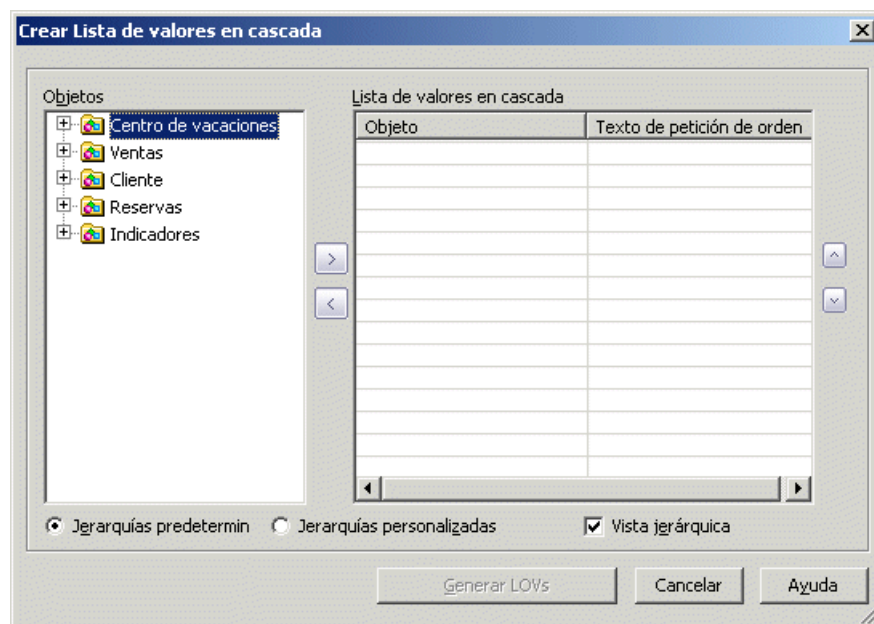 Crear Lista de valores en cascada
Objetos
Lista de valores en cascada
Centro de vacaciones
Ventas
Cliente
Reservas
Indicadores
Objeto
Texto de petición de orden
Jerarquías predetermin
Jerarquías personalizadas
Vista jerárquica
Generar LOVs
Cancelar
Ayuda